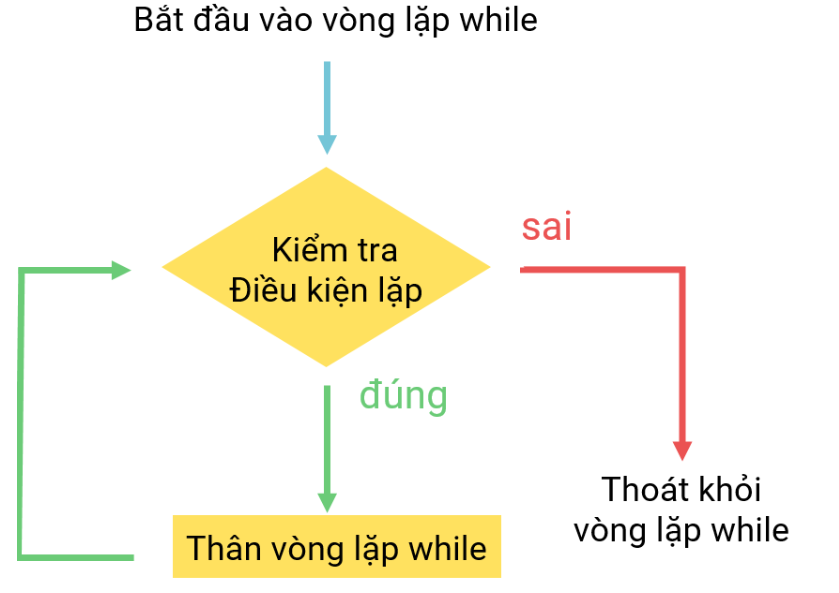 Bắt đầu vào vòng lặp while
sai
Kiểm tra
Điều kiện lặp
đúng
Thoát khỏi
vòng lặp while
Thân vòng lặp while